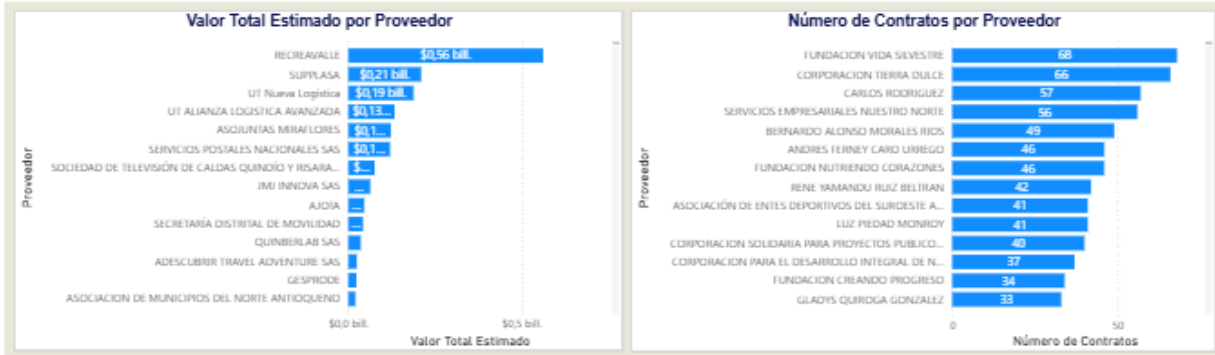 Valor Total Estimado por Proveedor
Proveedor
RECREAVALLE $0,56 bill.
SUPPLASA $0,21 bill.
UT Nueva Logística $0,19 bill.
UT ALIANZA LOGISTICA AVANZADA $0,13...
ASOJUNTAS MIRAFLORES $0,1...
SERVICIOS POSTALES NACIONALES SAS $0,1...
SOCIEDAD DE TELEVISIÓN DE CALDAS QUINDÍO Y RISARA... $...
JMJ INNOVA SAS ...
AJOTA ...
SECRETARÍA DISTRITAL DE MOVILIDAD ...
QUINBERLAB SAS
ADESCUBRIR TRAVEL ADVENTURE SAS
GESPRODE
ASOCIACION DE MUNICIPIOS DEL NORTE ANTIOQUENO
$0,0 bill. $0,5 bill.
Valor Total Estimado
Número de Contratos por Proveedor
Proveedor
FUNDACION VIDA SILVESTRE 68
CORPORACION TIERRA DULCE 66
CARLOS RODRIGUEZ 57
SERVICIOS EMPRESARIALES NUESTRO NORTE 56
BERNARDO ALONSO MORALES RIOS 49
ANDRES FERNEY CARO URREGO 46
FUNDACION NUTRIENDO CORAZONES 46
RENE YAMANDU RUIZ BELTRAN 42
ASOCIACIÓN DE ENTES DEPORTIVOS DEL SUROESTE A... 41
LUZ PIEDAD MONROY 41
CORPORACION SOLIDARIA PARA PROYECTOS PUBLICO... 40
CORPORACION PARA EL DESARROLLO INTEGRAL DE N... 37
FUNDACION CREANDO PROGRESO 34
GLADYS QUIROGA GONZALEZ 33
0 50
Número de Contratos